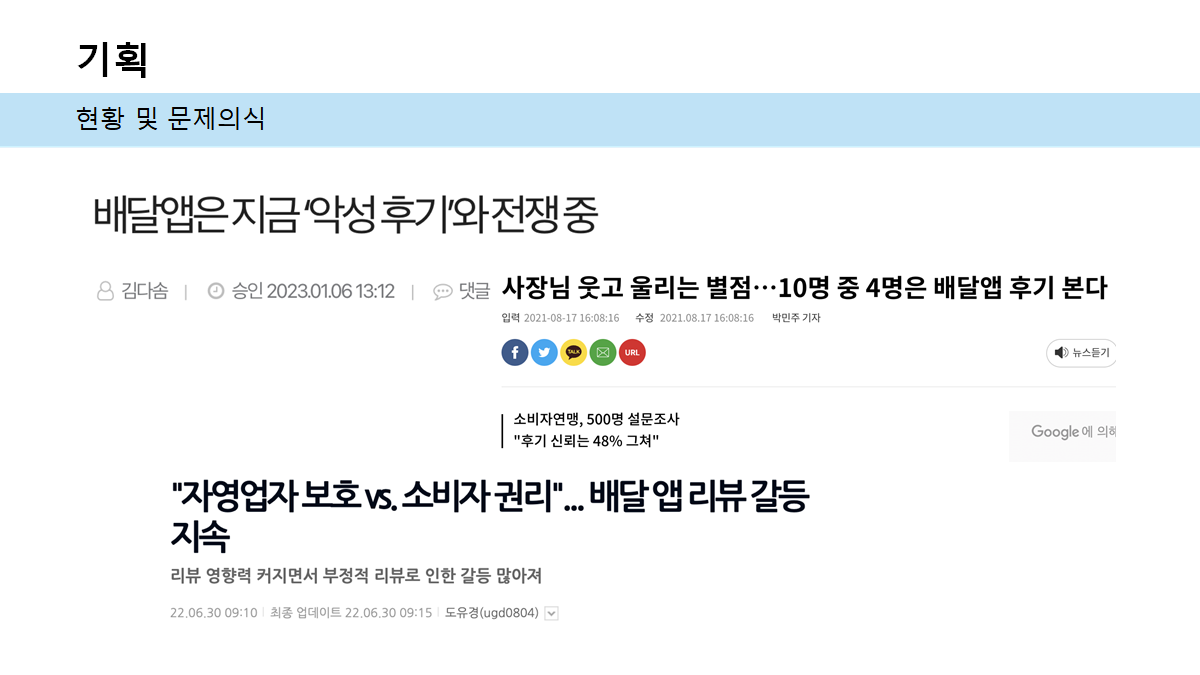 기획
현황 및 문제의식
배달앱은 지금 ‘악성 후기’와 전쟁 중
김다솜 | 승인 2023.01.06 13:12 | 댓글
사장님 웃고 울리는 별점…10명 중 4명은 배달앱 후기 본다
입력 2021-08-17 16:08:16 수정 2021.08.17 16:08:16 박민주 기자
f TALK URL 뉴스듣기
소비자연맹, 500명 설문조사
"후기 신뢰는 48% 그쳐"
Google에 의해
"자영업자 보호 vs. 소비자 권리"... 배달 앱 리뷰 갈등
지속
리뷰 영향력 커지면서 부정적 리뷰로 인한 갈등 많아져
22.06.30 09:10 | 최종 업데이트 22.06.30 09:15 | 도유경(ugd0804)